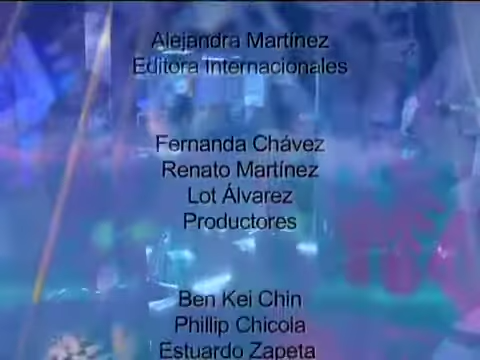 Alejandra Martínez
Editora Internacionales
Fernanda Chávez
Renato Martínez
Lot Álvarez
Productores
Ben Kei Chin
Phillip Chicola
Estuardo Zapeta